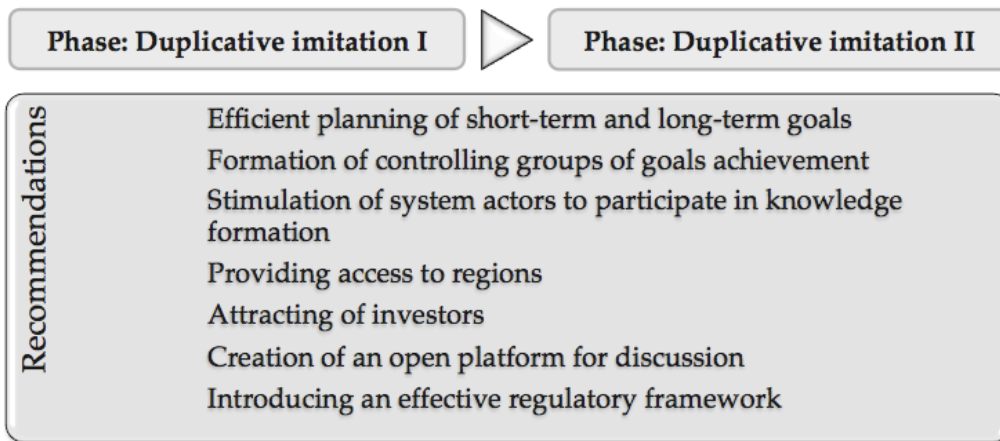 Phase: Duplicative imitation I
Phase: Duplicative imitation II
Recommendations
Efficient planning of short-term and long-term goals
Formation of controlling groups of goals achievement
Stimulation of system actors to participate in knowledge
formation
Providing access to regions
Attracting of investors
Creation of an open platform for discussion
Introducing an effective regulatory framework